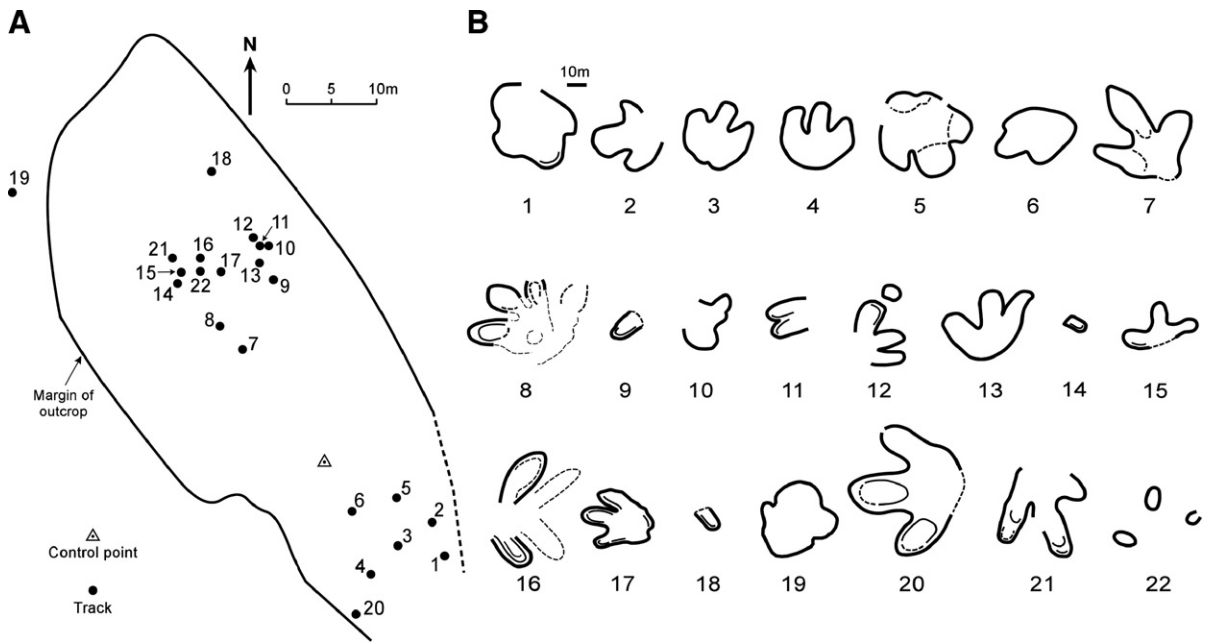 A
N
0 5 10m
18
19
12 11
10
21 16
15 17
13
14 22 9
8
7
Margin of
outcrop
6 5
2
3
1
4
20
Control point
Track
B
10m
1 2 3 4 5 6 7
8 9 10 11 12 13 14 15
16 17 18 19 20 21 22